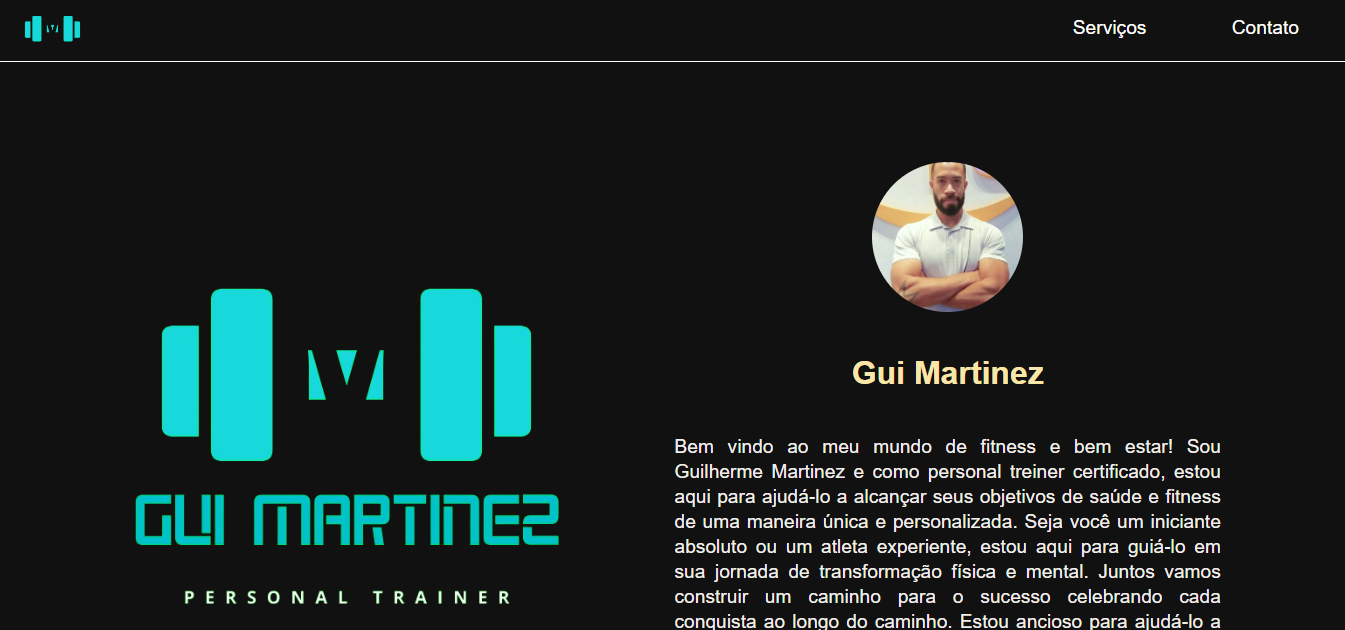 Serviços
Contato
GUI MARTINEZ
PERSONAL TRAINER
Gui Martinez
Bem vindo ao meu mundo de fitness e bem estar! Sou
Guilherme Martinez e como personal treiner certificado, estou
aqui para ajudá-lo a alcançar seus objetivos de saúde e fitness
de uma maneira única e personalizada. Seja você um iniciante
absoluto ou um atleta experiente, estou aqui para guiá-lo em
sua jornada de transformação física e mental. Juntos vamos
construir um caminho para o sucesso celebrando cada
conquista ao longo do caminho. Estou ancioso para ajudá-lo a